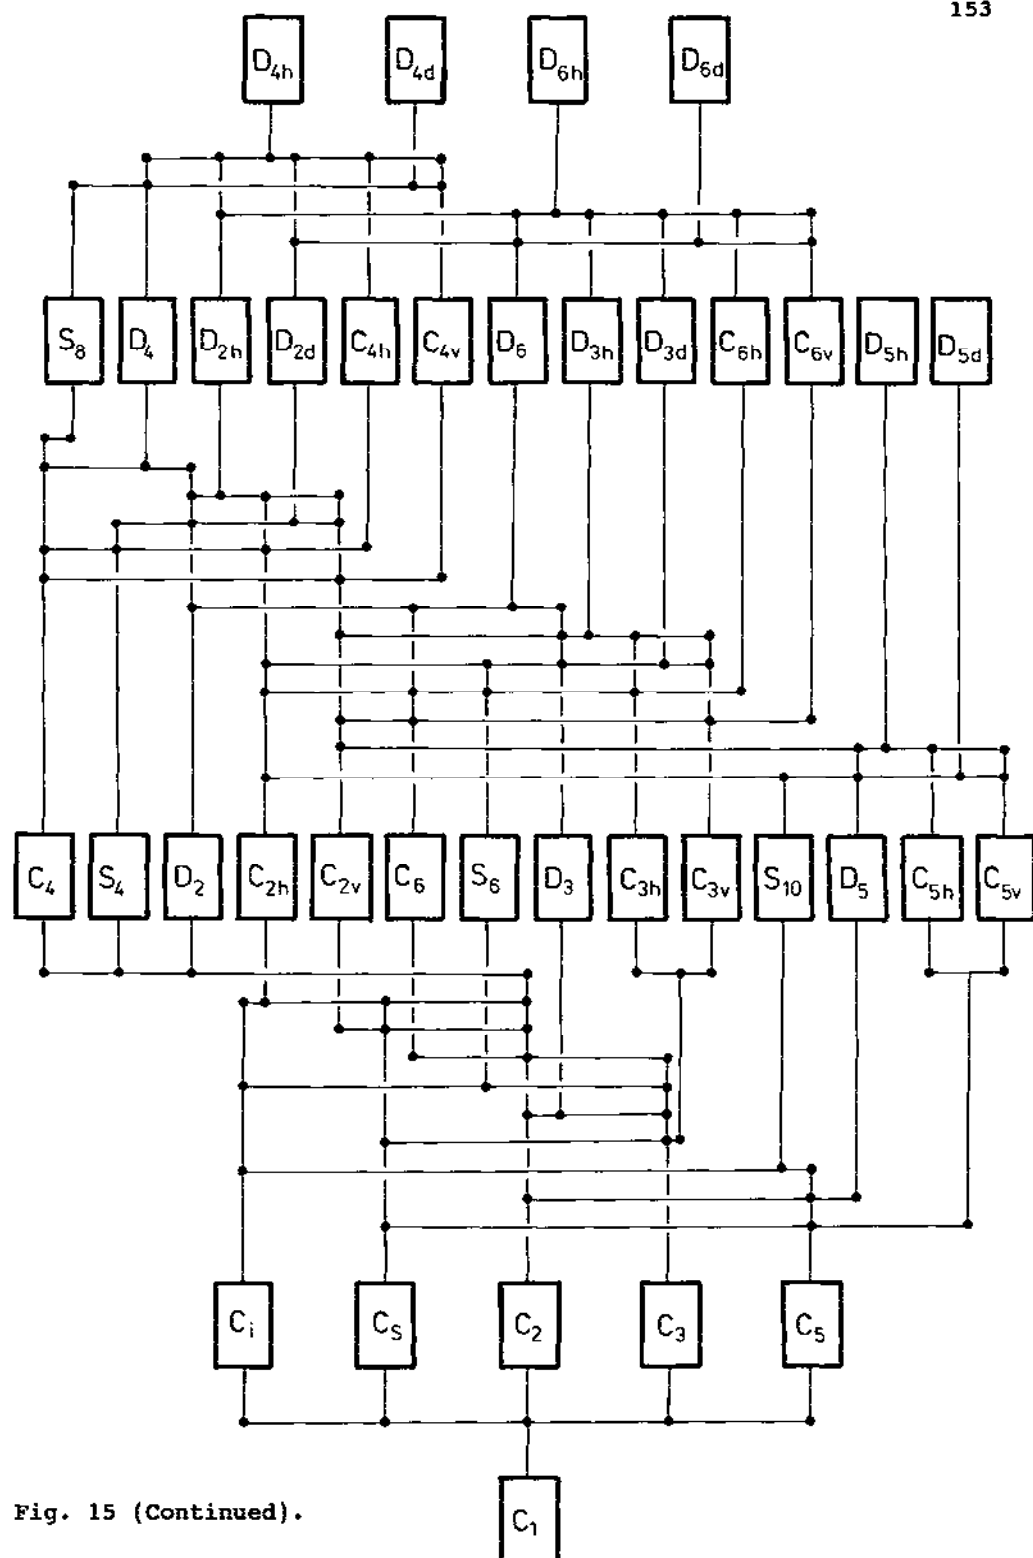 153
D4h D4d D6h D6d
S8 D4 D2h D2d C4h C4v D6 D3h D3d C6h C6v D5h D5d
C4 S4 D2 C2h C2v C6 S6 D3 C3h C3v S10 D5 C5h C5v
Ci CS C2 C3 C5
C1
Fig. 15 (Continued).